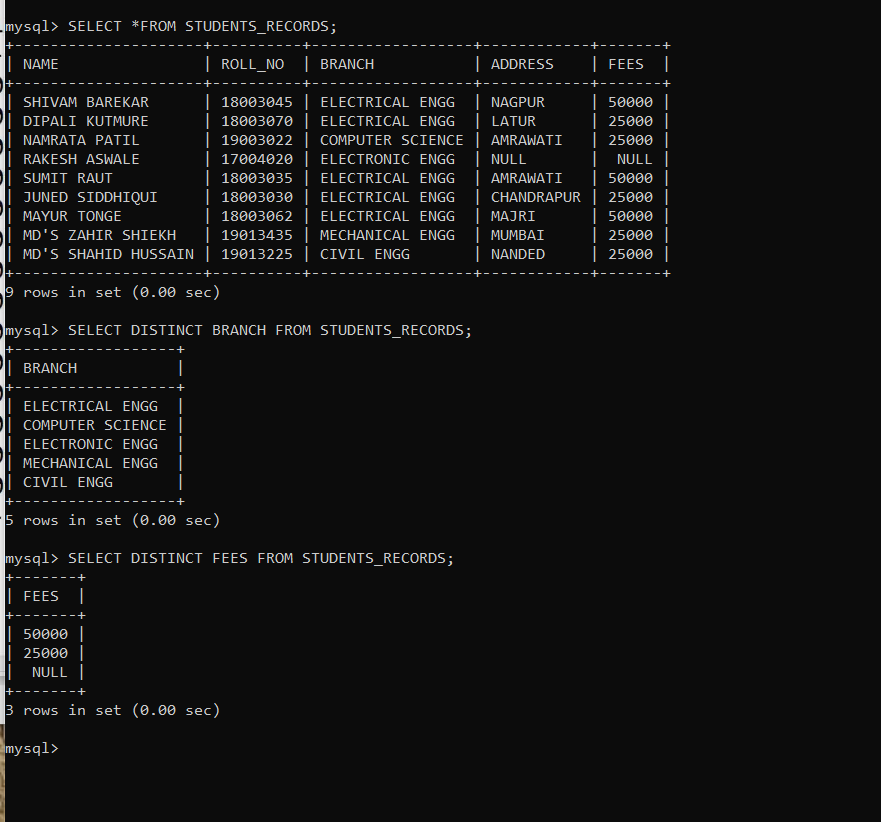 mysql> SELECT *FROM STUDENTS_RECORDS;
+---------------------+----------+------------------+------------+-------+
| NAME                | ROLL_NO  | BRANCH           | ADDRESS    | FEES  |
+---------------------+----------+------------------+------------+-------+
| SHIVAM BAREKAR      | 18003045 | ELECTRICAL ENGG  | NAGPUR     | 50000 |
| DIPALI KUTMURE      | 18003070 | ELECTRICAL ENGG  | LATUR      | 25000 |
| NAMRATA PATIL       | 19003022 | COMPUTER SCIENCE | AMRAWATI   | 25000 |
| RAKESH ASWALE       | 17004020 | ELECTRONIC ENGG  | NULL       |  NULL |
| SUMIT RAUT          | 18003035 | ELECTRICAL ENGG  | AMRAWATI   | 50000 |
| JUNED SIDDHIQUI     | 18003030 | ELECTRICAL ENGG  | CHANDRAPUR | 25000 |
| MAYUR TONGE         | 18003062 | ELECTRICAL ENGG  | MAJRI      | 50000 |
| MD'S ZAHIR SHIEKH   | 19013435 | MECHANICAL ENGG  | MUMBAI     | 25000 |
| MD'S SHAHID HUSSAIN | 19013225 | CIVIL ENGG       | NANDED     | 25000 |
+---------------------+----------+------------------+------------+-------+
9 rows in set (0.00 sec)
mysql> SELECT DISTINCT BRANCH FROM STUDENTS_RECORDS;
+------------------+
| BRANCH           |
+------------------+
| ELECTRICAL ENGG  |
| COMPUTER SCIENCE |
| ELECTRONIC ENGG  |
| MECHANICAL ENGG  |
| CIVIL ENGG       |
+------------------+
5 rows in set (0.00 sec)
mysql> SELECT DISTINCT FEES FROM STUDENTS_RECORDS;
+-------+
| FEES  |
+-------+
| 50000 |
| 25000 |
|  NULL |
+-------+
3 rows in set (0.00 sec)
mysql>